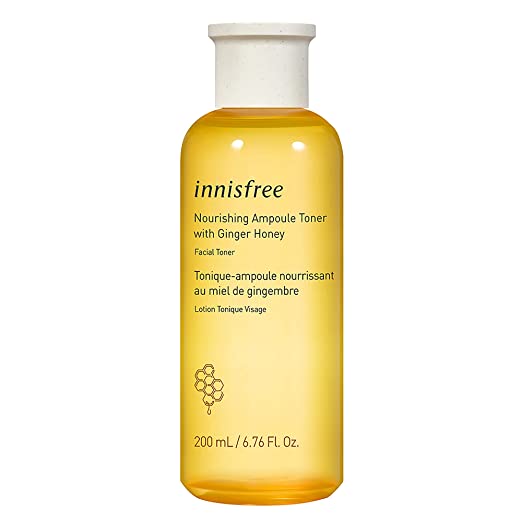 innisfree
Nourishing Ampoule Toner
with Ginger Honey
Facial Toner
Tonique-ampoule nourrissant
au miel de gingembre
Lotion Tonique Visage
200 mL / 6.76 Fl. Oz.